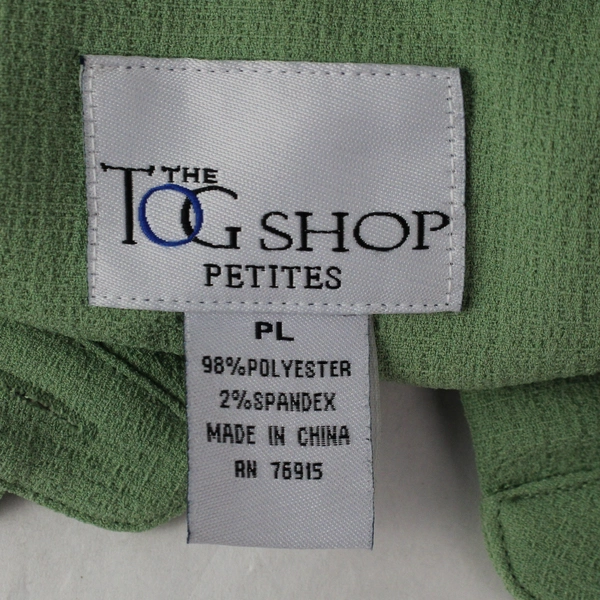 THE
TOG SHOP
PETITES
PL
98%POLYESTER
2%SPANDEX
MADE IN CHINA
RN 76915